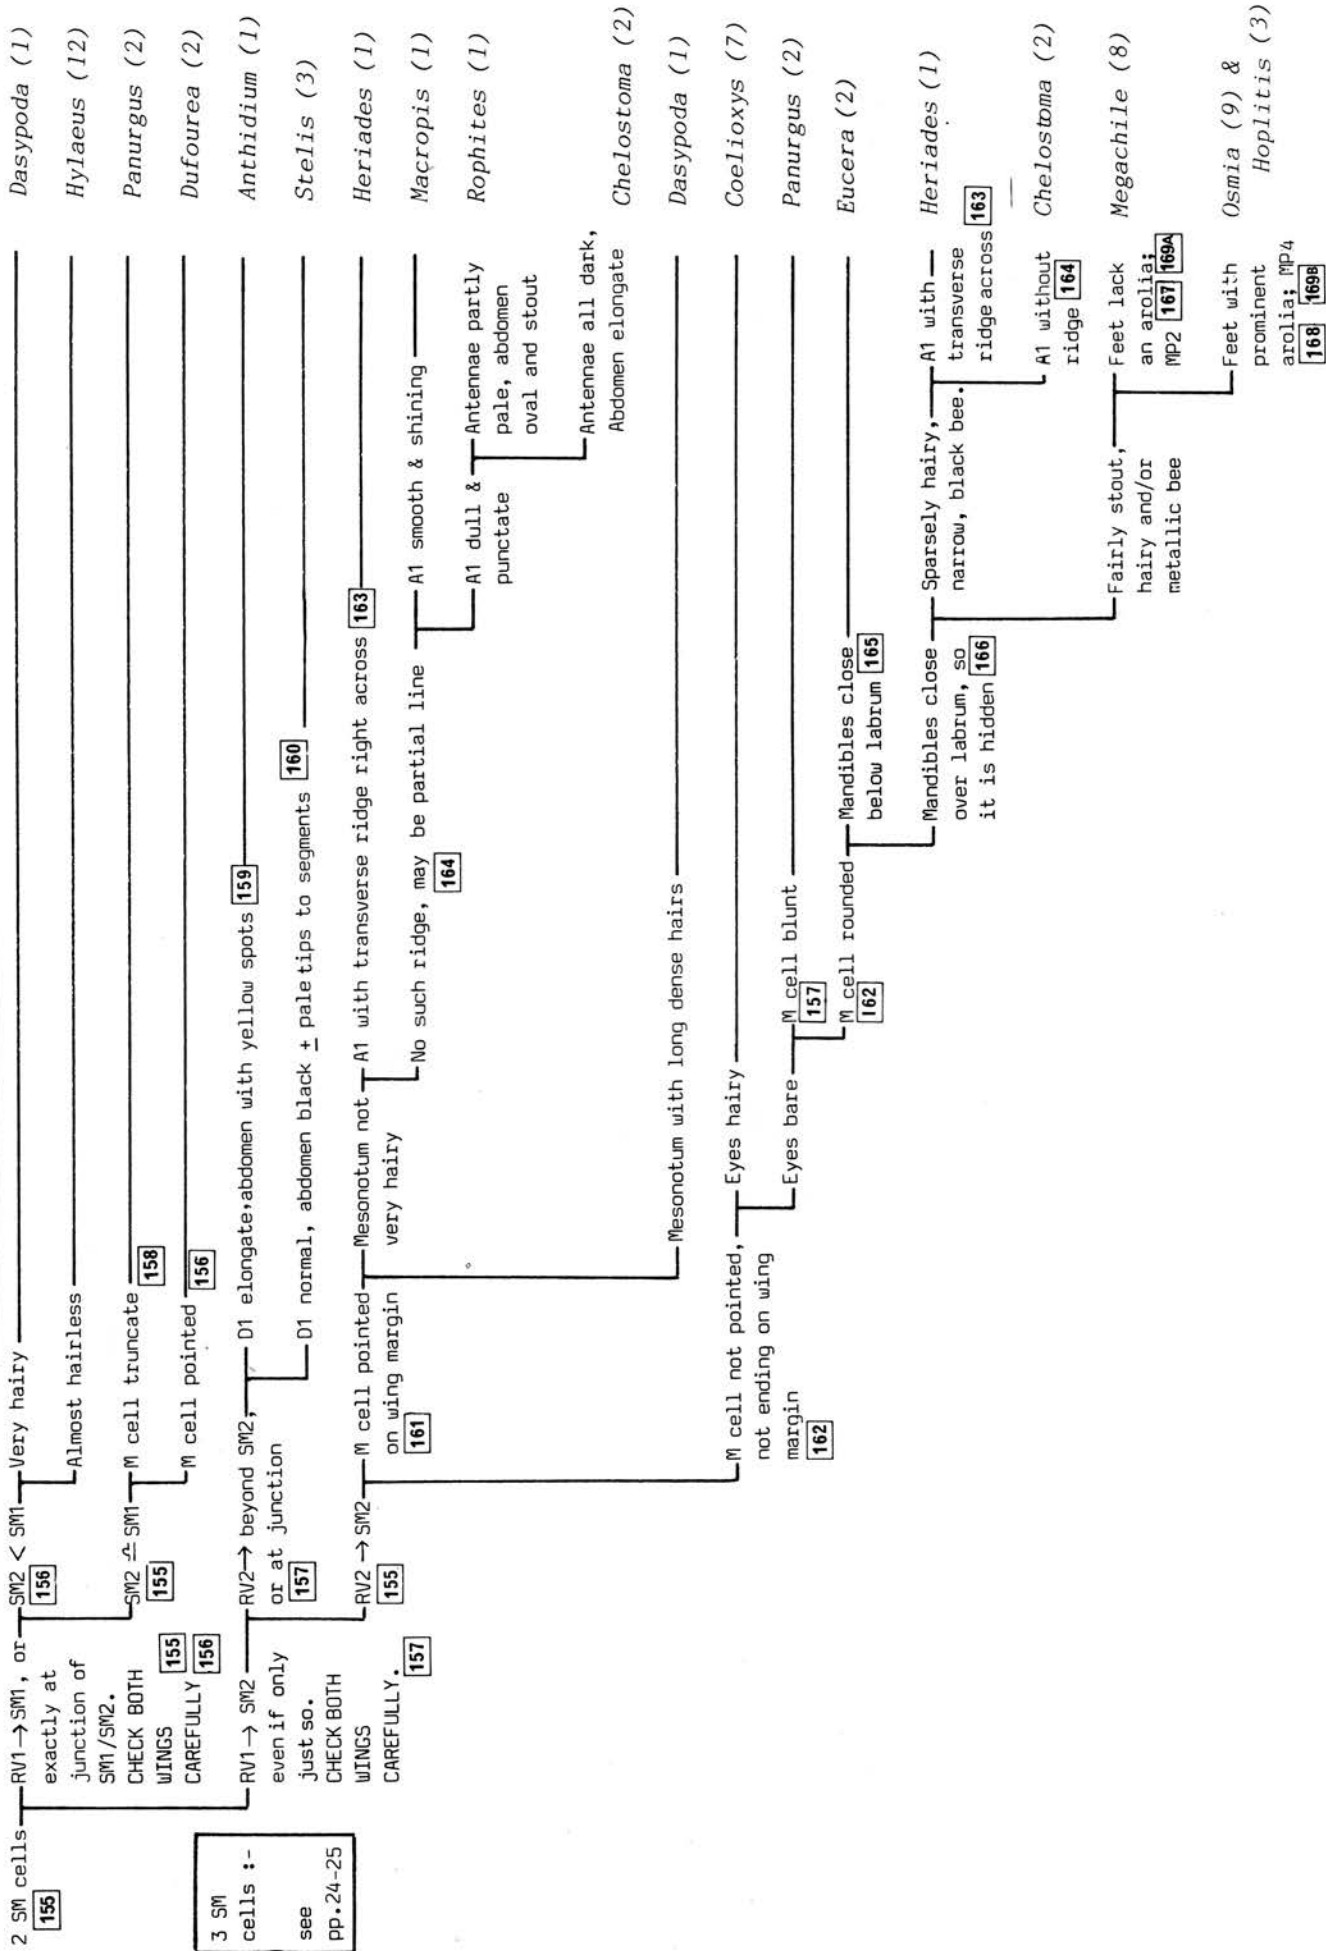 2 SM cells
155
RV1→SM1, or
exactly at
junction of
SM1/SM2.
CHECK BOTH
WINGS 155
CAREFULLY 156
SM2 < SM1
156
Very hairy
Dasypoda (1)
Almost hairless
Hylaeus (12)
SM2 ≏ SM1
155
M cell truncate 158
Panurgus (2)
M cell pointed 156
Dufourea (2)
RV1→ SM2
even if only
just so.
CHECK BOTH
WINGS
CAREFULLY. 157
RV2→ beyond SM2,
or at junction
157
D1 elongate, abdomen with yellow spots 159
Anthidium (1)
D1 normal, abdomen black ± pale tips to segments 160
Stelis (3)
RV2 → SM2
155
M cell pointed
on wing margin
161
Mesonotum not
very hairy
A1 with transverse ridge right across 163
Heriades (1)
No such ridge, may be partial line
164
A1 smooth & shining
Macropis (1)
A1 dull &
punctate
Antennae partly
pale, abdomen
oval and stout
Rophites (1)
Antennae all dark,
Abdomen elongate
Chelostoma (2)
Mesonotum with long dense hairs
Dasypoda (1)
M cell not pointed,
not ending on wing
margin
162
Eyes hairy
Coelioxys (7)
Eyes bare
M cell blunt
157
Panurgus (2)
M cell rounded
162
Mandibles close
below labrum 165
Eucera (2)
Mandibles close
over labrum, so
it is hidden 166
Sparsely hairy,
narrow, black bee.
A1 with
transverse
ridge across 163
Heriades (1)
A1 without
ridge 164
Chelostoma (2)
Fairly stout,
hairy and/or
metallic bee
Feet lack
an arolia;
MP2 167 169A
Megachile (8)
Feet with
prominent
arolia; MP4
168 169B
Osmia (9) &
Hoplitis (3)
3 SM
cells :-
see
pp.24-25